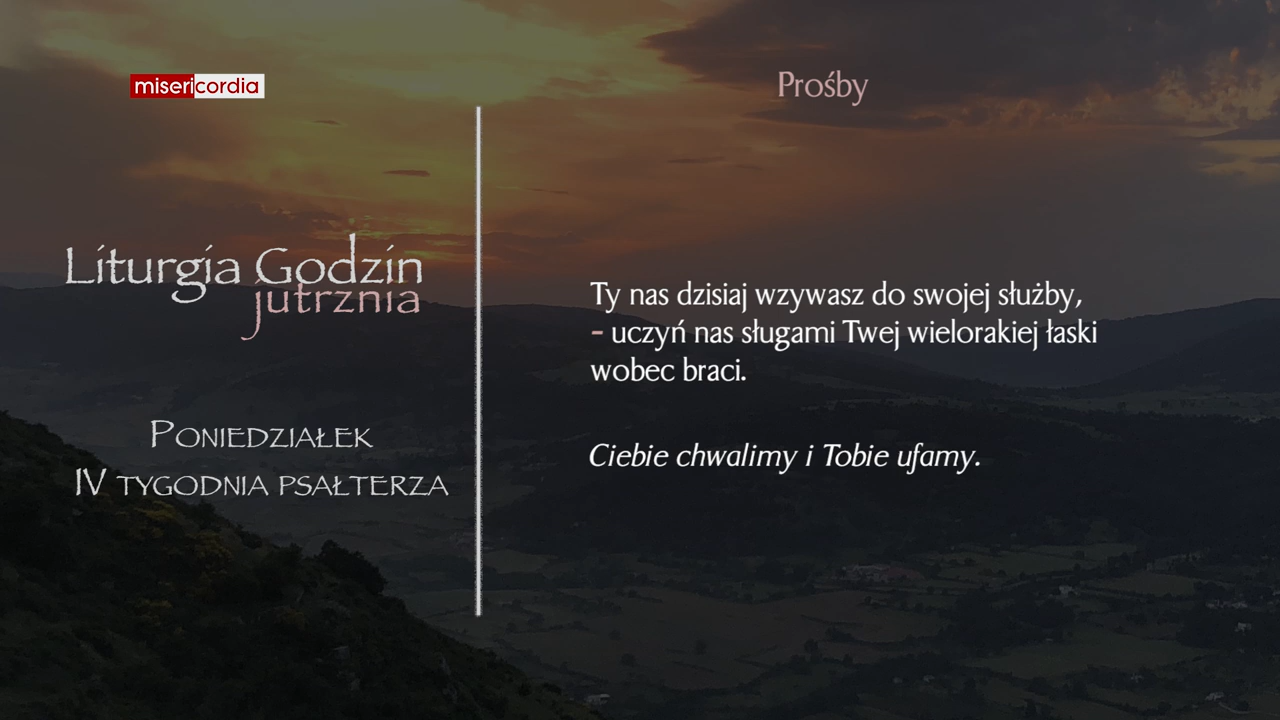 misericordia
Liturgia Godzin
jutrznia
Poniedziałek
IV tygodnia psałterza
Prośby
Ty nas dzisiaj wzywasz do swojej służby,
- uczyń nas sługami Twej wielorakiej łaski
wobec braci.
Ciebie chwalimy i Tobie ufamy.